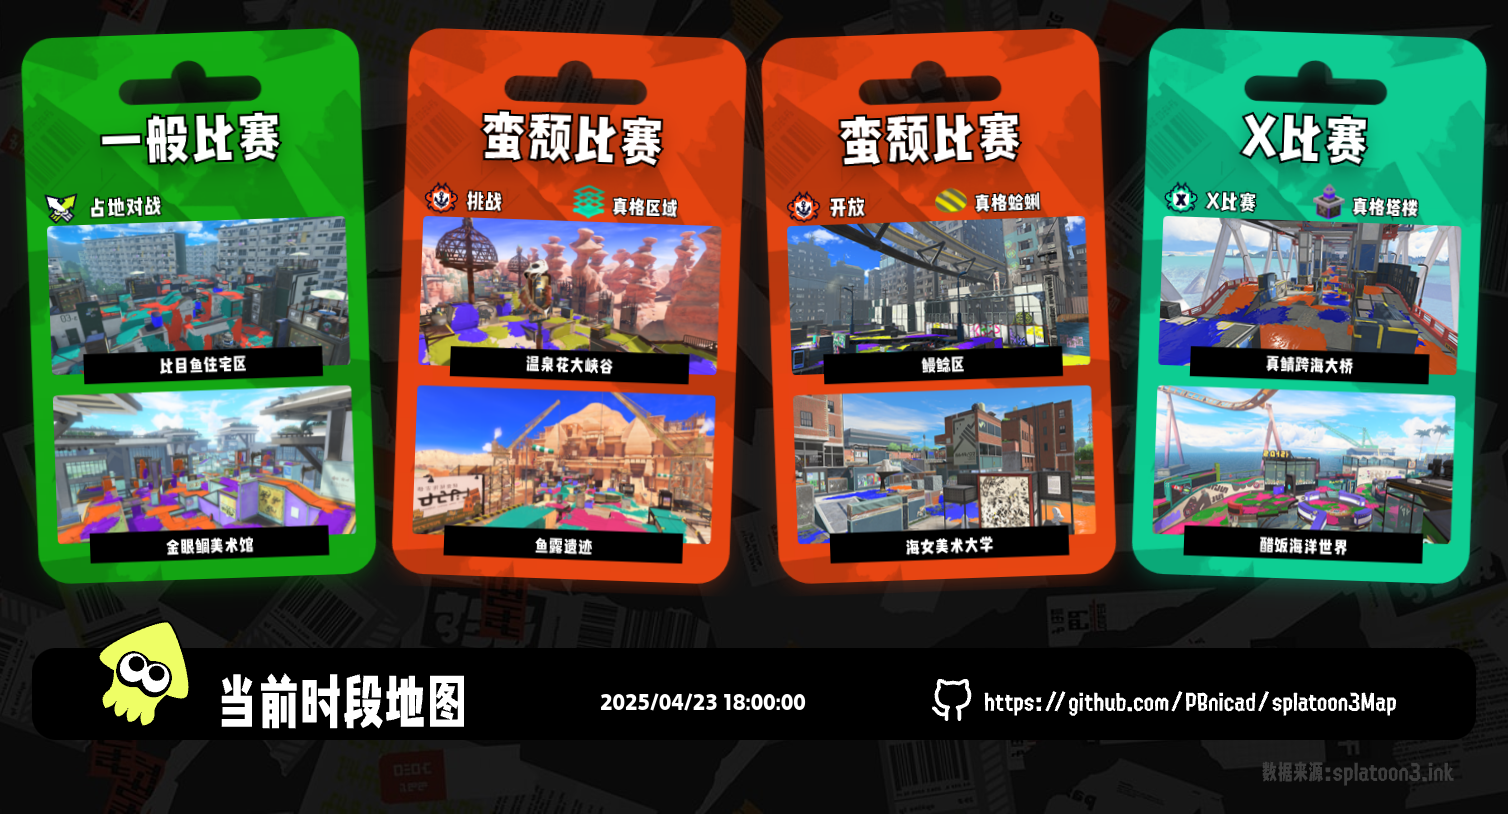 一般比赛
占地对战
比目鱼住宅区
金眼鲷美术馆
蛮颓比赛
挑战
真格区域
温泉花大峡谷
鱼露遗迹
蛮颓比赛
开放
真格蛤蜊
鳗鲶区
海女美术大学
X比赛
X比赛
真格塔楼
真鲭跨海大桥
醋饭海洋世界
当前时段地图
2025/04/23 18:00:00
https://github.com/PBnicad/splatoon3Map
数据来源:splatoon3.ink